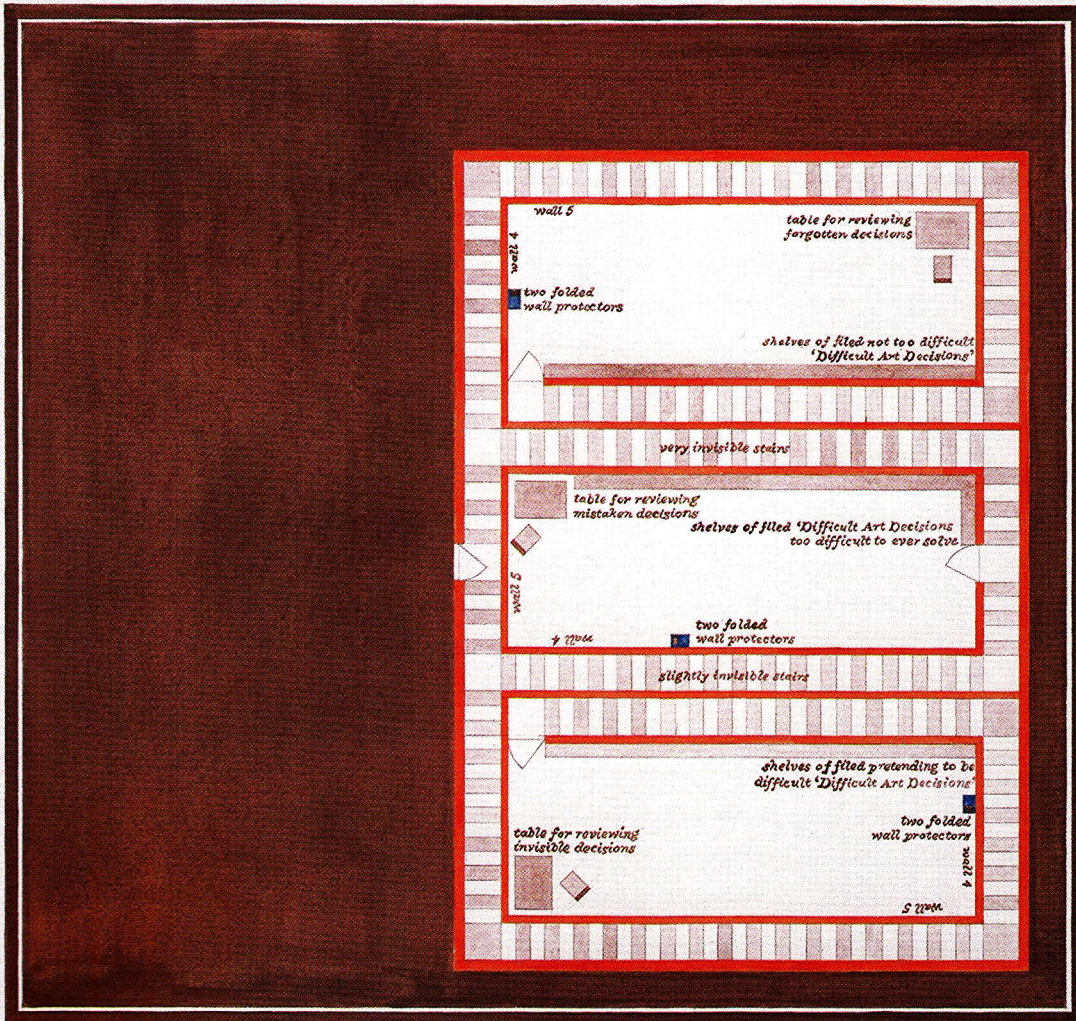 wall 5
table for reviewing
forgotten decisions
wall 4
two folded
wall protectors
shelves of filed not too difficult
'Difficult Art Decisions'
very invisible stairs
table for reviewing
mistaken decisions
shelves of filed 'Difficult Art Decisions
too difficult to ever solve
wall 5
two folded
wall protectors
wall 4
slightly invisible stairs
shelves of filed pretending to be
difficult 'Difficult Art Decisions'
two folded
wall protectors
table for reviewing
invisible decisions
wall 4
wall 5